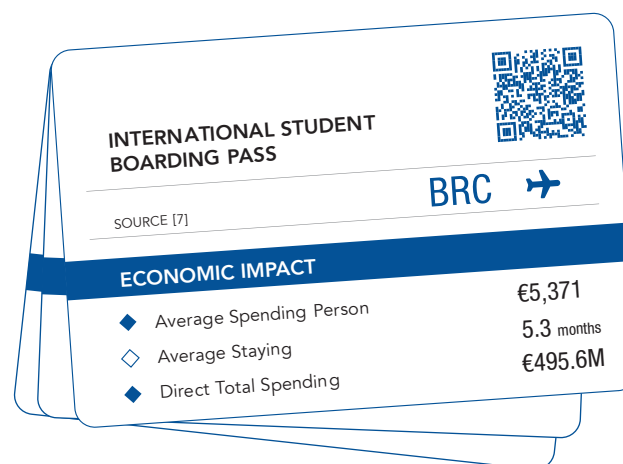 INTERNATIONAL STUDENT
BOARDING PASS
BRC
SOURCE [7]
ECONOMIC IMPACT
Average Spending Person €5,371
Average Staying 5.3 months
Direct Total Spending €495.6M